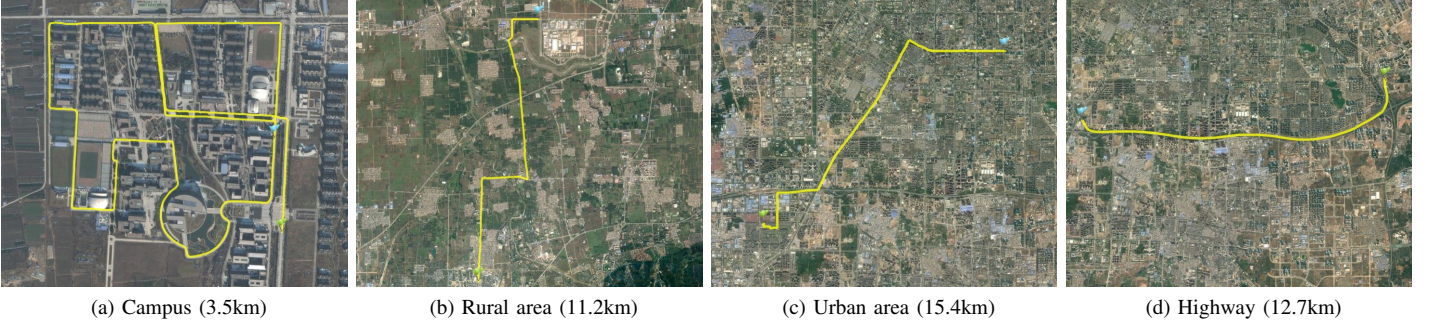 (a) Campus (3.5km)
(b) Rural area (11.2km)
(c) Urban area (15.4km)
(d) Highway (12.7km)